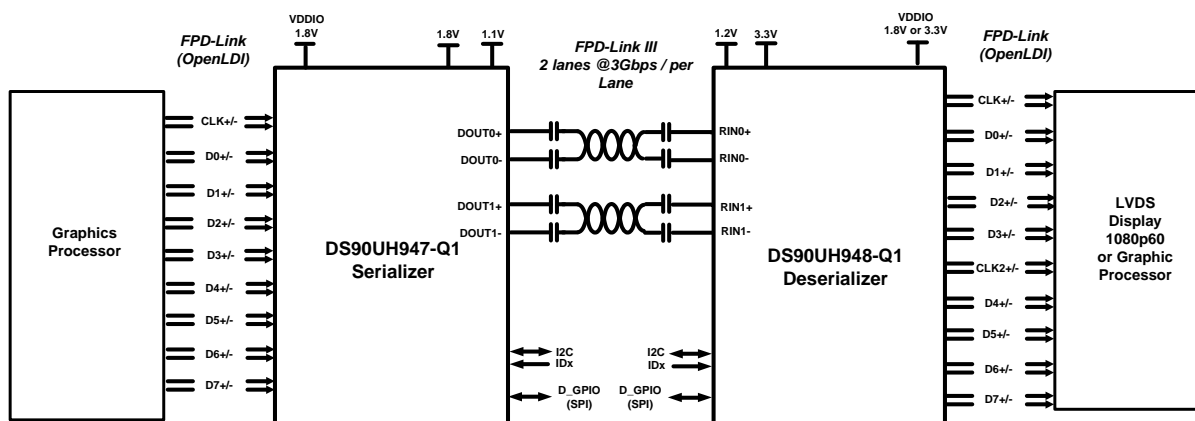 FPD-Link
(OpenLDI)
VDDIO
1.8V
1.8V
1.1V
FPD-Link III
2 lanes @3Gbps / per
Lane
1.2V
3.3V
VDDIO
1.8V or 3.3V
FPD-Link
(OpenLDI)
Graphics
Processor
CLK+/-
D0+/-
D1+/-
D2+/-
D3+/-
D4+/-
D5+/-
D6+/-
D7+/-
DS90UH947-Q1
Serializer
DOUT0+
DOUT0-
DOUT1+
DOUT1-
I2C
IDx
D_GPIO
(SPI)
RIN0+
RIN0-
RIN1+
RIN1-
I2C
IDx
D_GPIO
(SPI)
DS90UH948-Q1
Deserializer
CLK+/-
D0+/-
D1+/-
D2+/-
D3+/-
CLK2+/-
D4+/-
D5+/-
D6+/-
D7+/-
LVDS
Display
1080p60
or Graphic
Processor